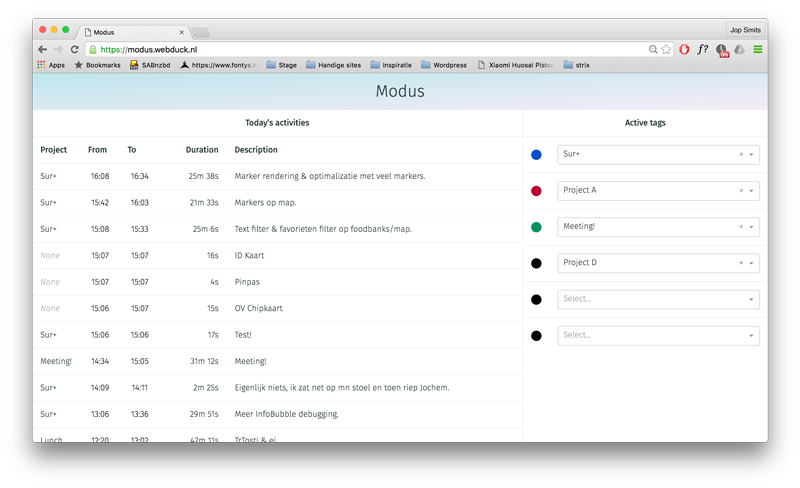 Modus
Jop Smits
https://modus.webduck.nl
f?
Apps Bookmarks SABnzbd https://www.fontys.n Stage Handige sites Inspiratie Wordpress Xiaomi Huosai Piston strix
Modus
Today's activities
Project From To Duration Description
Sur+ 16:08 16:34 25m 38s Marker rendering & optimalizatie met veel markers.
Sur+ 15:42 16:03 21m 33s Markers op map.
Sur+ 15:08 15:33 25m 6s Text filter & favorieten filter op foodbanks/map.
None 15:07 15:07 16s ID Kaart
None 15:07 15:07 4s Pinpas
None 15:06 15:07 15s OV Chipkaart
Sur+ 15:06 15:06 17s Test!
Meeting! 14:34 15:05 31m 12s Meeting!
Sur+ 14:09 14:11 2m 25s Eigenlijk niets, ik zat net op mn stoel en toen riep Jochem.
Sur+ 13:06 13:36 29m 51s Meer InfoBubble debugging.
Lunch 12:20 13:02 42m 11s TrTosti & ei
Active tags
Sur+
Project A
Meeting!
Project D
Select...
Select...